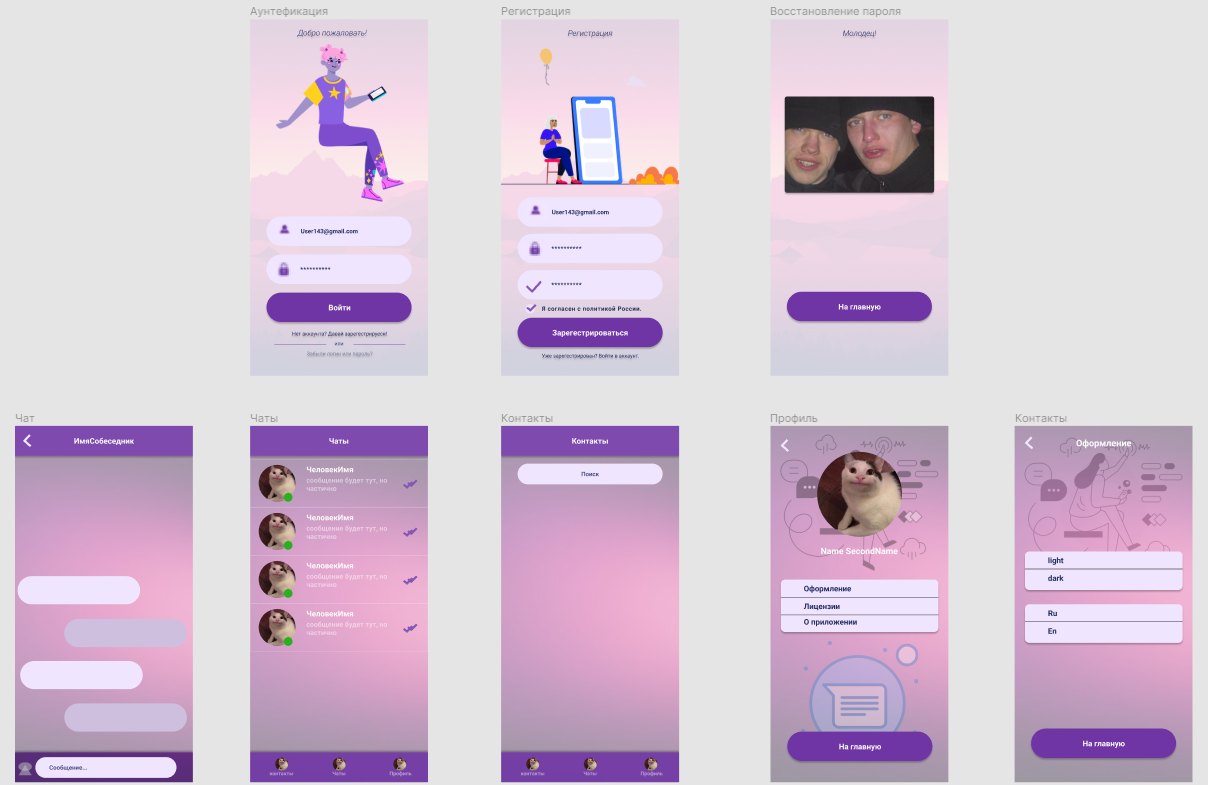 Аунтефикация
Добро пожаловать!
User143@gmail.com
**********
Войти
Нет аккаунта? Давай зарегестрируеся!
или
Забыли логин или пароль?
Регистрация
Регистрация
User143@gmail.com
**********
**********
Я согласен с политикой России.
Зарегестрироваться
Уже зарегестрирован? Войти в аккаунт.
Восстановление пароля
Молодец!
На главную
Чат
ИмяСобеседник
Сообщение...
Чаты
Чаты
ЧеловекИмя
сообщение будет тут, но
частично
ЧеловекИмя
сообщение будет тут, но
частично
ЧеловекИмя
сообщение будет тут, но
частично
ЧеловекИмя
сообщение будет тут, но
частично
контакты
Чаты
Профиль
Контакты
Контакты
Поиск
контакты
Чаты
Профиль
Профиль
Name SecondName
Оформление
Лицензии
О приложении
На главную
Контакты
Оформление
light
dark
Ru
En
На главную